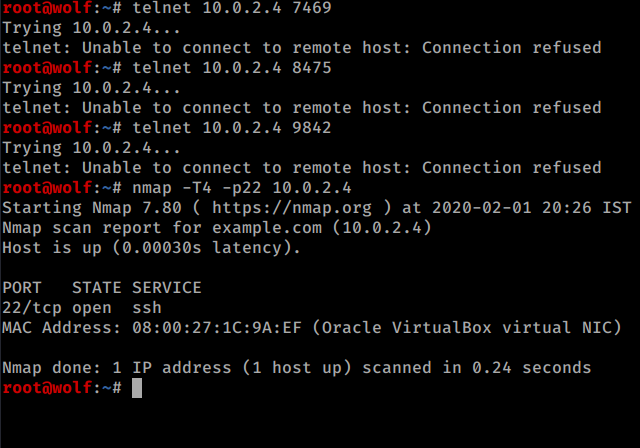 root@wolf:~# telnet 10.0.2.4 7469
Trying 10.0.2.4...
telnet: Unable to connect to remote host: Connection refused
root@wolf:~# telnet 10.0.2.4 8475
Trying 10.0.2.4...
telnet: Unable to connect to remote host: Connection refused
root@wolf:~# telnet 10.0.2.4 9842
Trying 10.0.2.4...
telnet: Unable to connect to remote host: Connection refused
root@wolf:~# nmap -T4 -p22 10.0.2.4
Starting Nmap 7.80 ( https://nmap.org ) at 2020-02-01 20:26 IST
Nmap scan report for example.com (10.0.2.4)
Host is up (0.00030s latency).
PORT   STATE SERVICE
22/tcp open  ssh
MAC Address: 08:00:27:1C:9A:EF (Oracle VirtualBox virtual NIC)
Nmap done: 1 IP address (1 host up) scanned in 0.24 seconds
root@wolf:~#